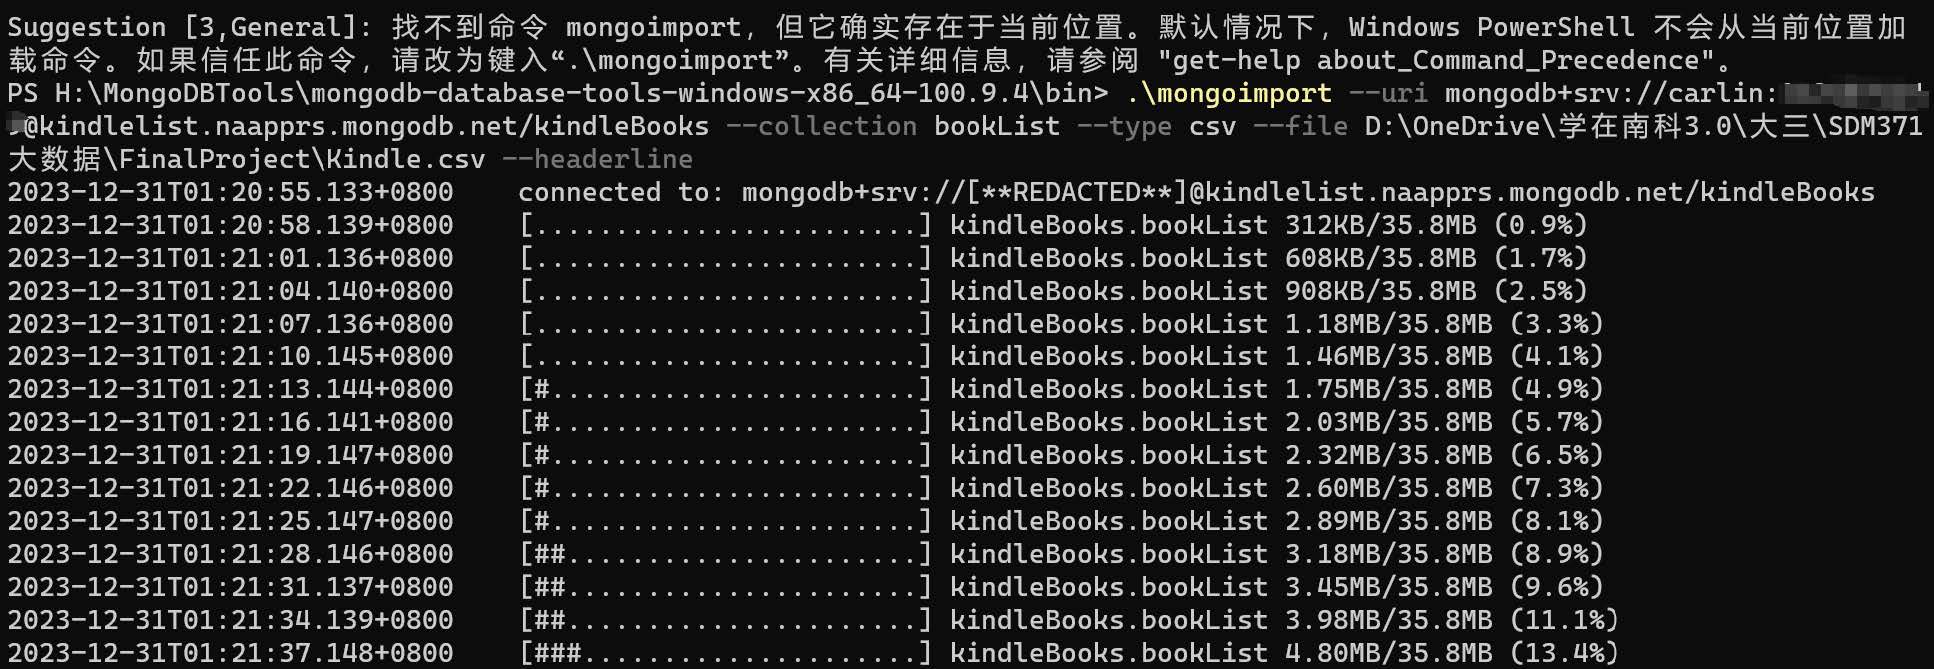 Suggestion [3,General]: 找不到命令 mongoimport，但它确实存在于当前位置。默认情况下，Windows PowerShell 不会从当前位置加
载命令。如果信任此命令，请改为键入“.\mongoimport”。有关详细信息，请参阅 "get-help about_Command_Precedence"。
PS H:\MongoDBTools\mongodb-database-tools-windows-x86_64-100.9.4\bin> .\mongoimport --uri mongodb+srv://carlin:
@kindlelist.naapprs.mongodb.net/kindleBooks --collection bookList --type csv --file D:\OneDrive\学在南科3.0\大三\SDM371
大数据\FinalProject\Kindle.csv --headerline
2023-12-31T01:20:55.133+0800    connected to: mongodb+srv://[**REDACTED**]@kindlelist.naapprs.mongodb.net/kindleBooks
2023-12-31T01:20:58.139+0800    [........................] kindleBooks.bookList 312KB/35.8MB (0.9%)
2023-12-31T01:21:01.136+0800    [........................] kindleBooks.bookList 608KB/35.8MB (1.7%)
2023-12-31T01:21:04.140+0800    [........................] kindleBooks.bookList 908KB/35.8MB (2.5%)
2023-12-31T01:21:07.136+0800    [........................] kindleBooks.bookList 1.18MB/35.8MB (3.3%)
2023-12-31T01:21:10.145+0800    [........................] kindleBooks.bookList 1.46MB/35.8MB (4.1%)
2023-12-31T01:21:13.144+0800    [#.......................] kindleBooks.bookList 1.75MB/35.8MB (4.9%)
2023-12-31T01:21:16.141+0800    [#.......................] kindleBooks.bookList 2.03MB/35.8MB (5.7%)
2023-12-31T01:21:19.147+0800    [#.......................] kindleBooks.bookList 2.32MB/35.8MB (6.5%)
2023-12-31T01:21:22.146+0800    [#.......................] kindleBooks.bookList 2.60MB/35.8MB (7.3%)
2023-12-31T01:21:25.147+0800    [#.......................] kindleBooks.bookList 2.89MB/35.8MB (8.1%)
2023-12-31T01:21:28.146+0800    [##......................] kindleBooks.bookList 3.18MB/35.8MB (8.9%)
2023-12-31T01:21:31.137+0800    [##......................] kindleBooks.bookList 3.45MB/35.8MB (9.6%)
2023-12-31T01:21:34.139+0800    [##......................] kindleBooks.bookList 3.98MB/35.8MB (11.1%)
2023-12-31T01:21:37.148+0800    [###.....................] kindleBooks.bookList 4.80MB/35.8MB (13.4%)